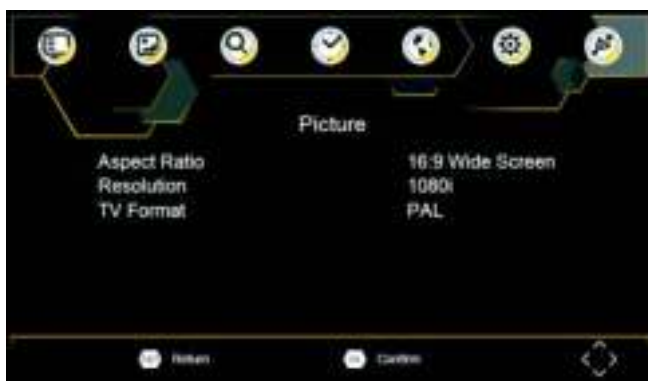 Picture
Aspect Ratio 16:9 Wide Screen
Resolution 1080i
TV Format PAL
Return Confirm